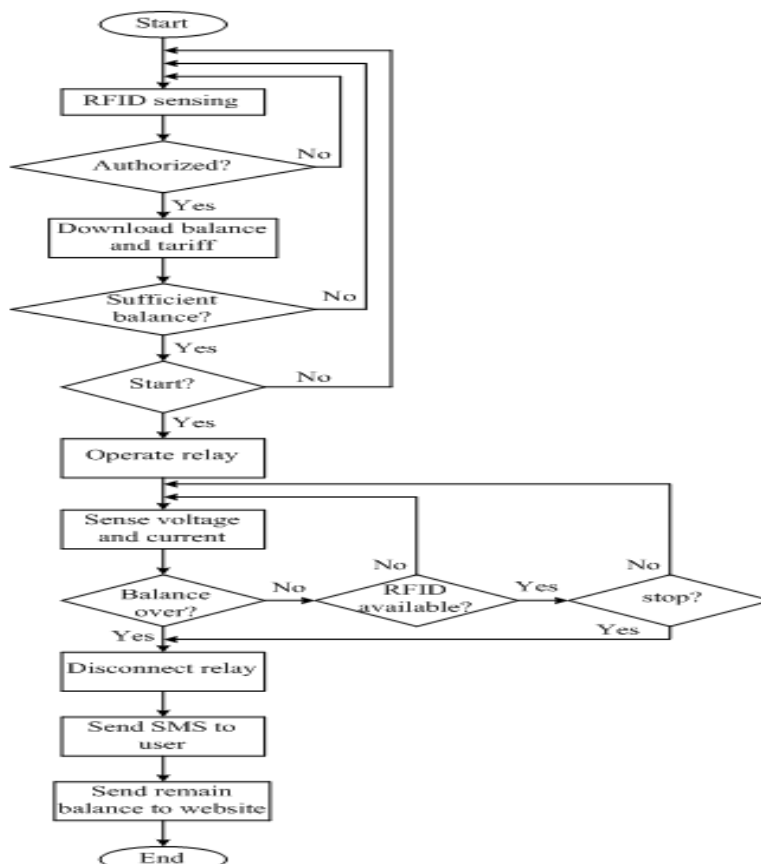 Start
RFID sensing
Authorized?
No
Yes
Download balance
and tariff
Sufficient
balance?
No
Yes
Start?
No
Yes
Operate relay
Sense voltage
and current
Balance
over?
No
RFID
available?
No
Yes
stop?
No
Yes
Yes
Disconnect relay
Send SMS to
user
Send remain
balance to website
End